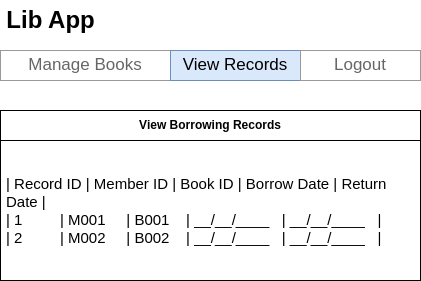 Lib App
Manage Books View Records Logout
View Borrowing Records
| Record ID | Member ID | Book ID | Borrow Date | Return
Date |
| 1 | M001 | B001 | __/__/____ | __/__/____ |
| 2 | M002 | B002 | __/__/____ | __/__/____ |